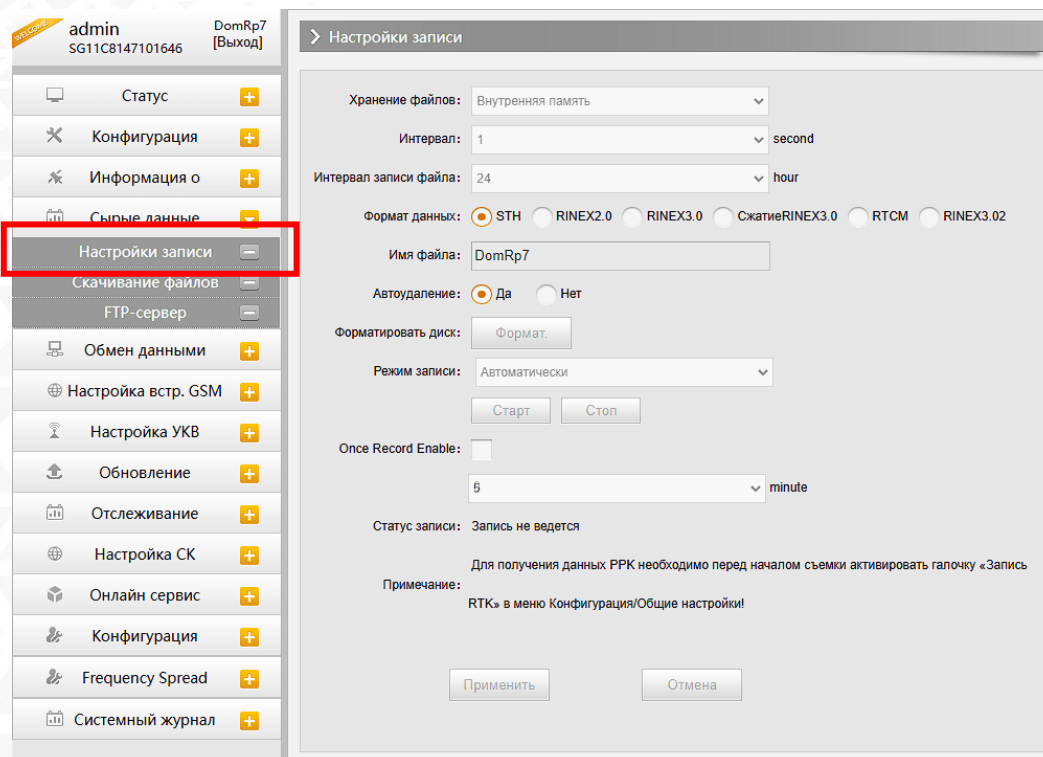 WELCOME
admin
DomRp7
SG11C8147101646
[Выход]
Статус
Конфигурация
Информация о
Сырые данные
Настройки записи
Скачивание файлов
FTP-сервер
Обмен данными
Настройка встр. GSM
Настройка УКВ
Обновление
Отслеживание
Настройка СК
Онлайн сервис
Конфигурация
Frequency Spread
Системный журнал
Настройки записи
Хранение файлов: Внутренняя память
Интервал: 1 second
Интервал записи файла: 24 hour
Формат данных: STH RINEX2.0 RINEX3.0 СжатиеRINEX3.0 RTCM RINEX3.02
Имя файла: DomRp7
Автоудаление: Да Нет
Форматировать диск: Формат.
Режим записи: Автоматически
Старт Стоп
Once Record Enable:
minute
Статус записи: Запись не ведется
Примечание: Для получения данных PPK необходимо перед началом съемки активировать галочку «Запись
RTK» в меню Конфигурация/Общие настройки!
Применить Отмена